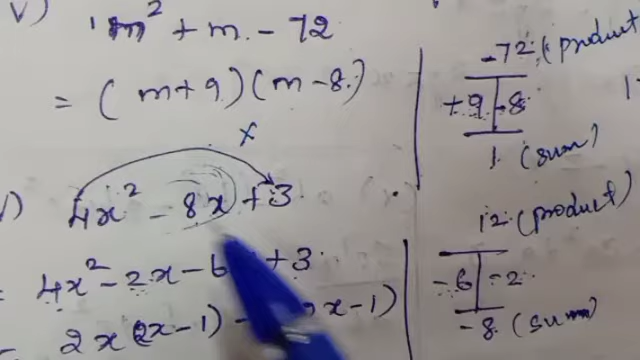 V) m² + m - 72
= (m+9)(m-8)
-72 (product
+9 -8
1 (sum)
x
) 4x² - 8x + 3
12 (product)
= 4x² - 2x - 6 + 3
-6 -2
-8 (sum)
= 2x(2x-1) - x-1)